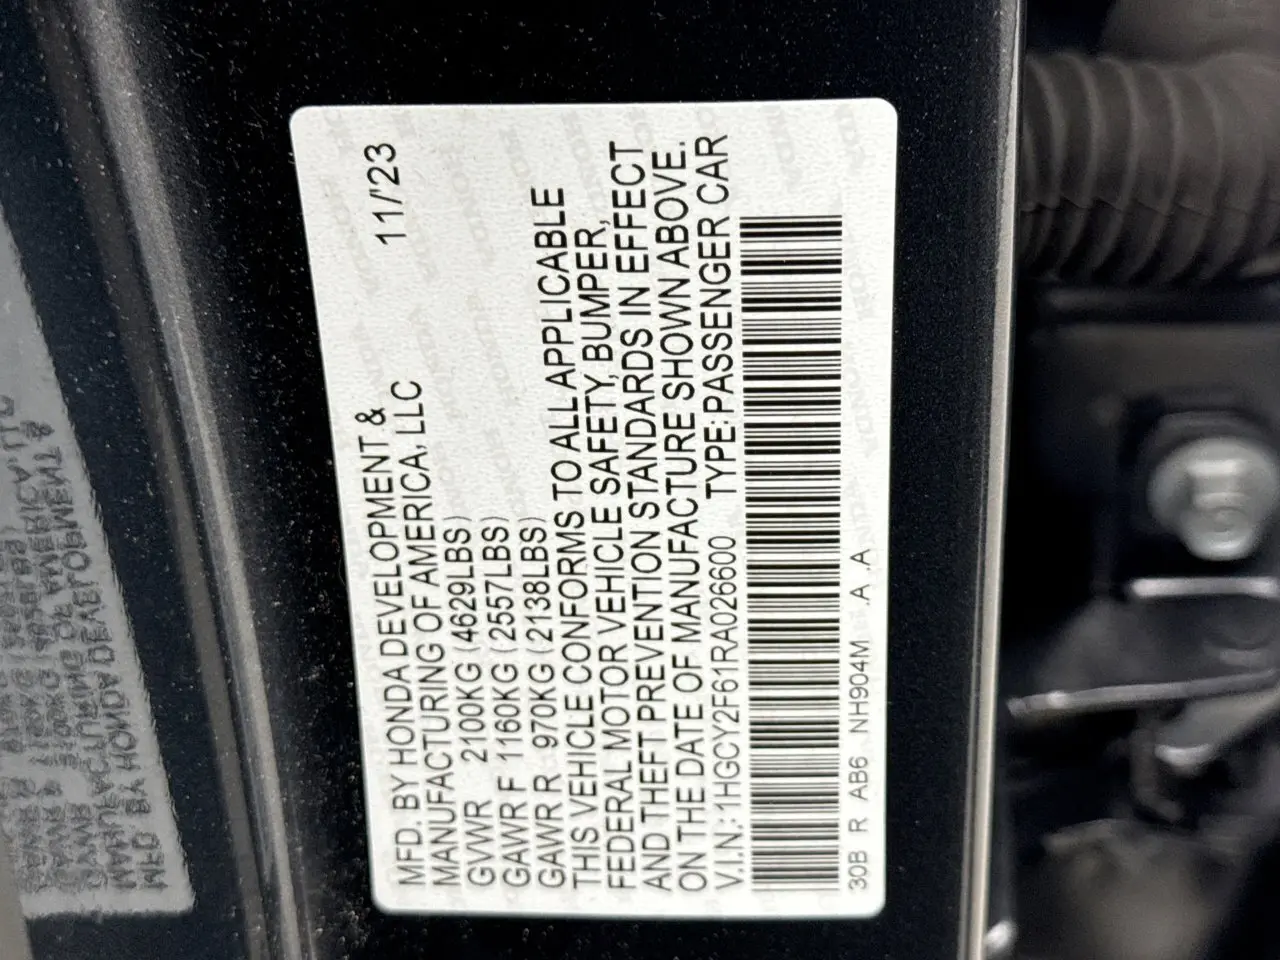 MFD. BY HONDA DEVELOPMENT &
MANUFACTURING OF AMERICA, LLC 11/'23
GVWR 2100KG (4629LBS)
GAWR F 1160KG (2557LBS)
GAWR R 970KG (2138LBS)
THIS VEHICLE CONFORMS TO ALL APPLICABLE
FEDERAL MOTOR VEHICLE SAFETY, BUMPER,
AND THEFT PREVENTION STANDARDS IN EFFECT
ON THE DATE OF MANUFACTURE SHOWN ABOVE.
V.I.N.: 1HGCY2F61RA026600 TYPE: PASSENGER CAR
30B R AB6 NH904M .A .A